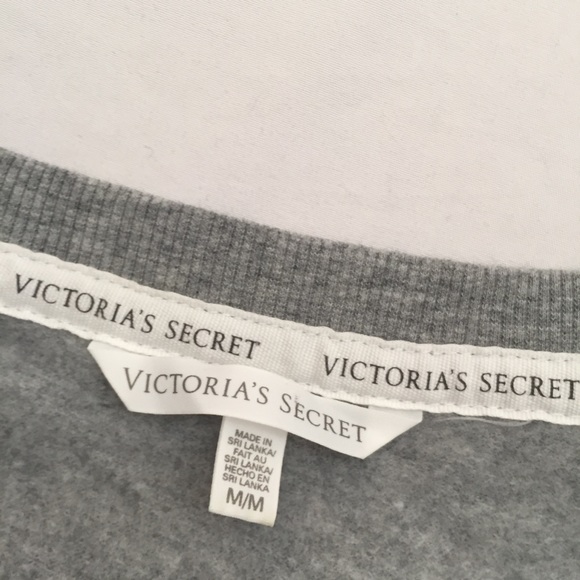 VICTORIA'S SECRET
VICTORIA'S SECRET
VICTORIA'S SECRET
MADE IN
SRI LANKA/
FAIT AU
SRI LANKA/
HECHO EN
SRI LANKA
M/M